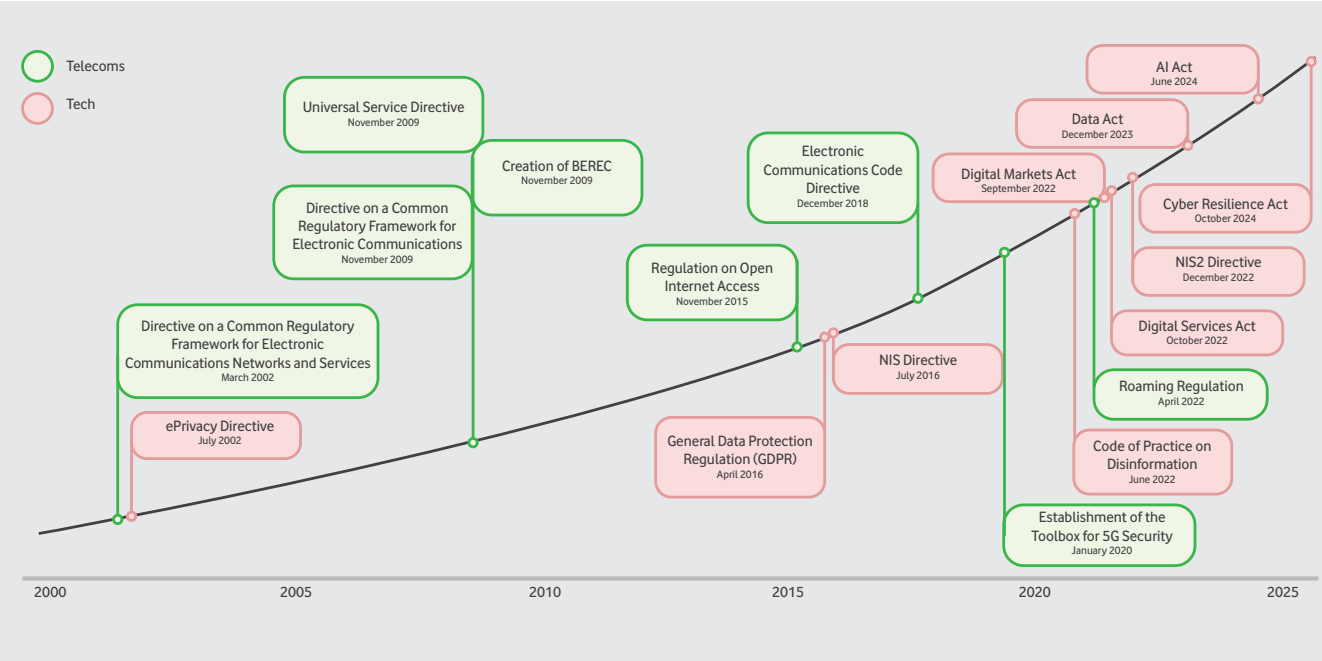 Telecoms
Tech
Universal Service Directive
November 2009
Creation of BEREC
November 2009
Directive on a Common
Regulatory Framework for
Electronic Communications
November 2009
Directive on a Common Regulatory
Framework for Electronic
Communications Networks and Services
March 2002
ePrivacy Directive
July 2002
Electronic
Communications Code
Directive
December 2018
Regulation on Open
Internet Access
November 2015
General Data Protection
Regulation (GDPR)
April 2016
NIS Directive
July 2016
AI Act
June 2024
Data Act
December 2023
Digital Markets Act
September 2022
Cyber Resilience Act
October 2024
NIS2 Directive
December 2022
Digital Services Act
October 2022
Roaming Regulation
April 2022
Code of Practice on
Disinformation
June 2022
Establishment of the
Toolbox for 5G Security
January 2020
2000
2005
2010
2015
2020
2025